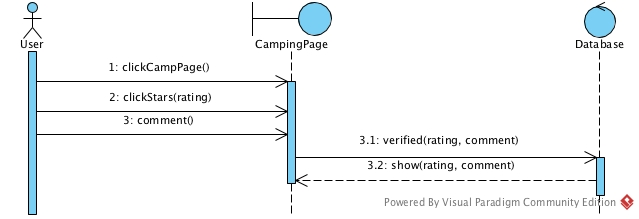 User
CampingPage
Database
1: clickCampPage()
2: clickStars(rating)
3: comment()
3.1: verified(rating, comment)
3.2: show(rating, comment)
Powered By Visual Paradigm Community Edition